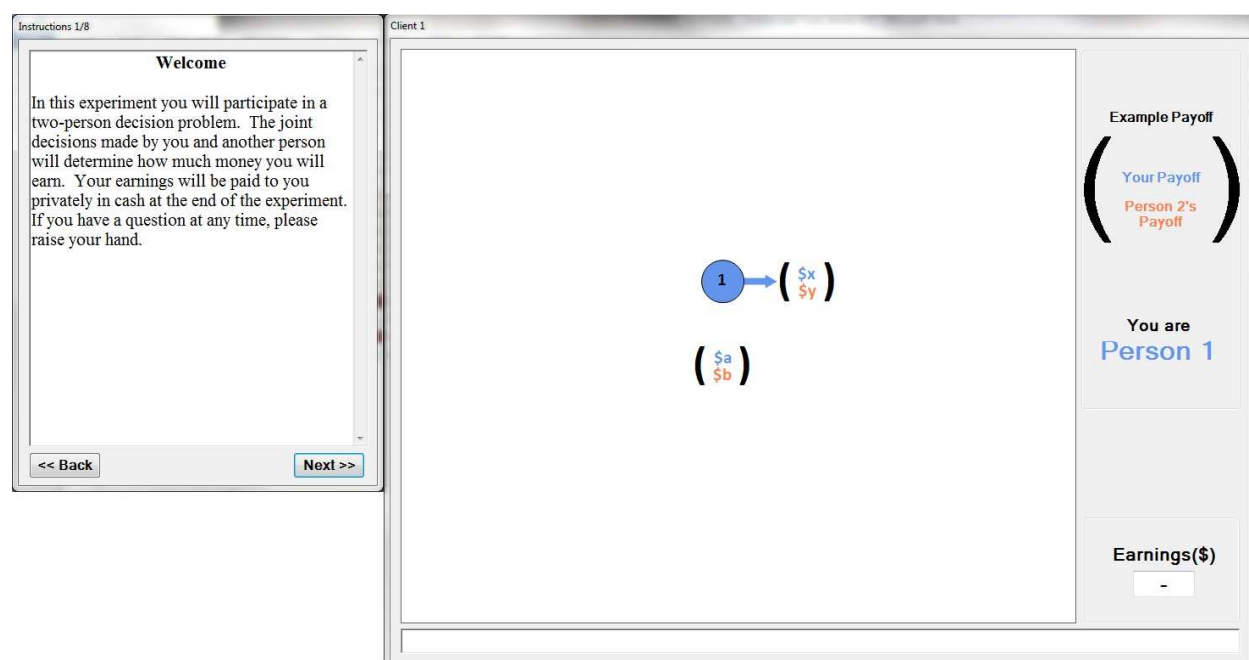 Instructions 1/8
Welcome
In this experiment you will participate in a
two-person decision problem.  The joint
decisions made by you and another person
will determine how much money you will
earn.  Your earnings will be paid to you
privately in cash at the end of the experiment.
If you have a question at any time, please
raise your hand.
<< Back
Next >>
Client 1
1
$x
$y
$a
$b
Example Payoff
Your Payoff
Person 2's
Payoff
You are
Person 1
Earnings($)
-